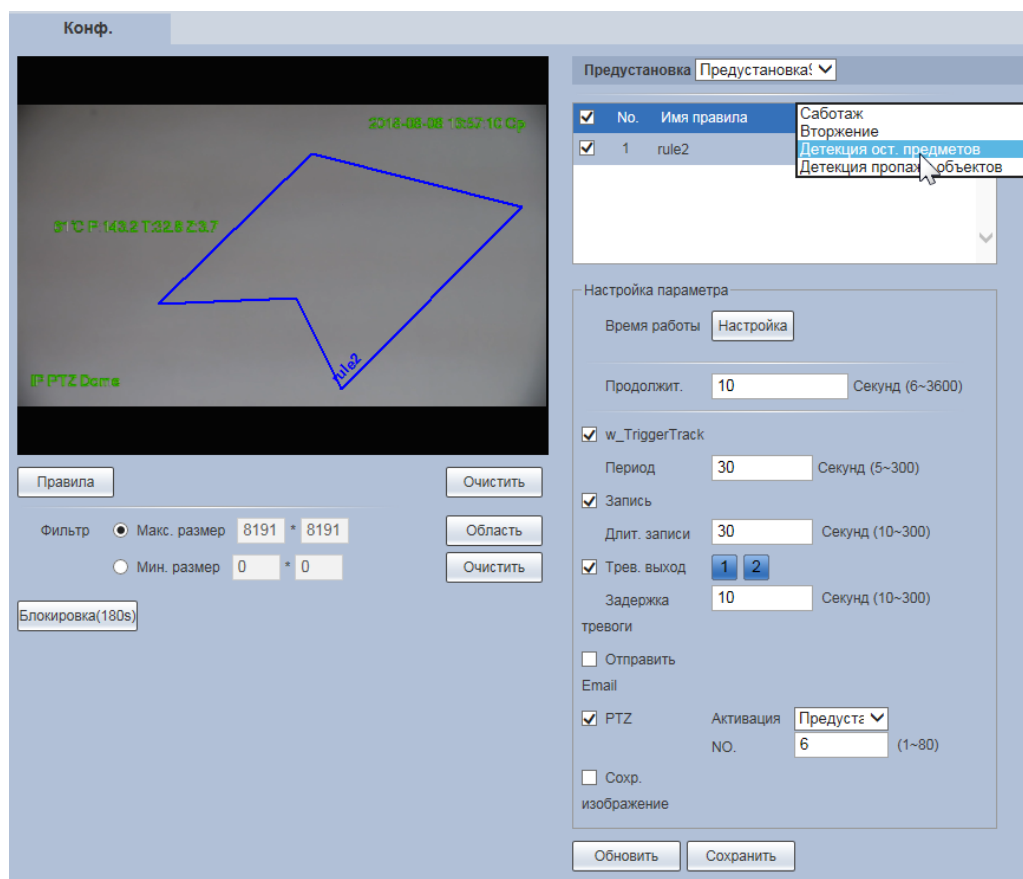 Конф.
Предустановка Предустановка
No. Имя правила
1 rule2
Саботаж
Вторжение
Детекция ост. предметов
Детекция пропаж объектов
rule2
IP PTZ Dome
Правила Очистить
Фильтр Макс. размер 8191 * 8191 Область
Мин. размер 0 * 0 Очистить
Блокировка(180s)
Настройка параметра
Время работы Настройка
Продолжит. 10 Секунд (6~3600)
w_TriggerTrack
Период 30 Секунд (5~300)
Запись
Длит. записи 30 Секунд (10~300)
Трев. выход 1 2
Задержка 10 Секунд (10~300)
тревоги
Отправить
Email
PTZ Активация Предуста
NO. 6 (1~80)
Сохр.
изображение
Обновить Сохранить